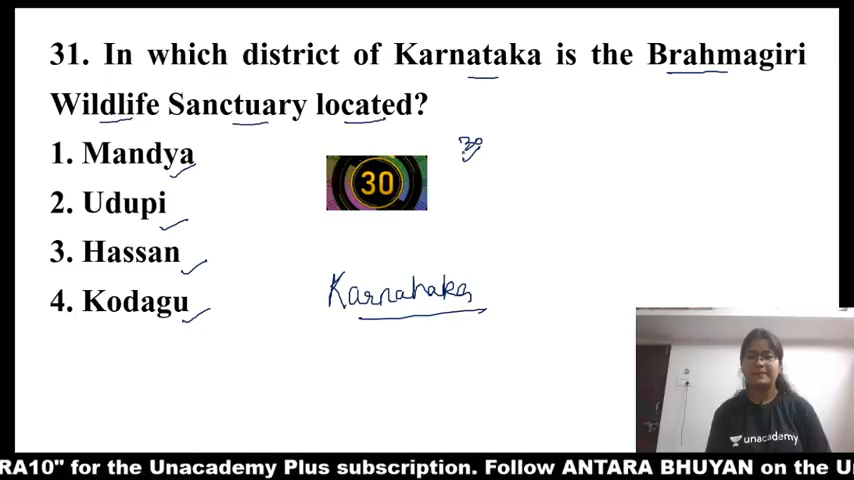 31. In which district of Karnataka is the Brahmagiri
Wildlife Sanctuary located?
1. Mandya
30
2. Udupi
30
3. Hassan
4. Kodagu
Karnataka
unacademy
RA10" for the Unacademy Plus subscription. Follow ANTARA BHUYAN on the U